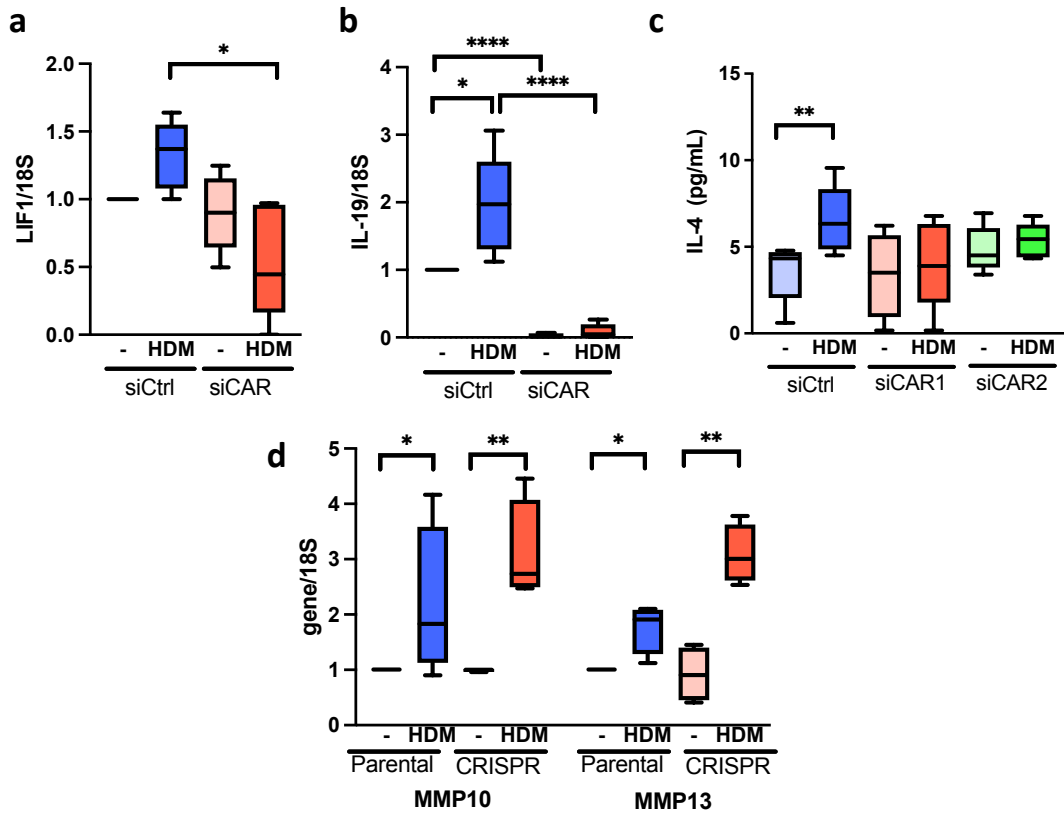 a
LIF1/18S
2.0
1.5
1.0
0.5
0.0
*
- HDM - HDM
siCtrl siCAR
b
IL-19/18S
4
3
2
1
0
****
* ****
- HDM - HDM
siCtrl siCAR
c
IL-4 (pg/mL)
15
10
5
0
**
- HDM - HDM - HDM
siCtrl siCAR1 siCAR2
d
gene/18S
5
4
3
2
1
0
* ** * **
- HDM - HDM - HDM - HDM
Parental CRISPR Parental CRISPR
MMP10 MMP13